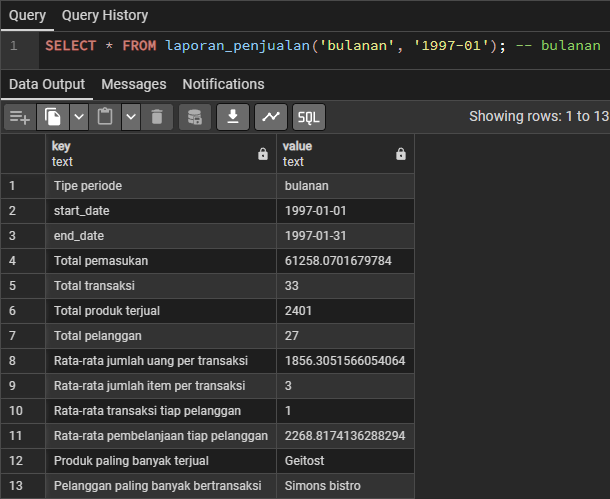 Query Query History
1 SELECT * FROM laporan_penjualan('bulanan', '1997-01'); -- bulanan
Data Output Messages Notifications
SQL Showing rows: 1 to 13
key value
text text
1 Tipe periode bulanan
2 start_date 1997-01-01
3 end_date 1997-01-31
4 Total pemasukan 61258.0701679784
5 Total transaksi 33
6 Total produk terjual 2401
7 Total pelanggan 27
8 Rata-rata jumlah uang per transaksi 1856.3051566054064
9 Rata-rata jumlah item per transaksi 3
10 Rata-rata transaksi tiap pelanggan 1
11 Rata-rata pembelanjaan tiap pelanggan 2268.8174136288294
12 Produk paling banyak terjual Geitost
13 Pelanggan paling banyak bertransaksi Simons bistro